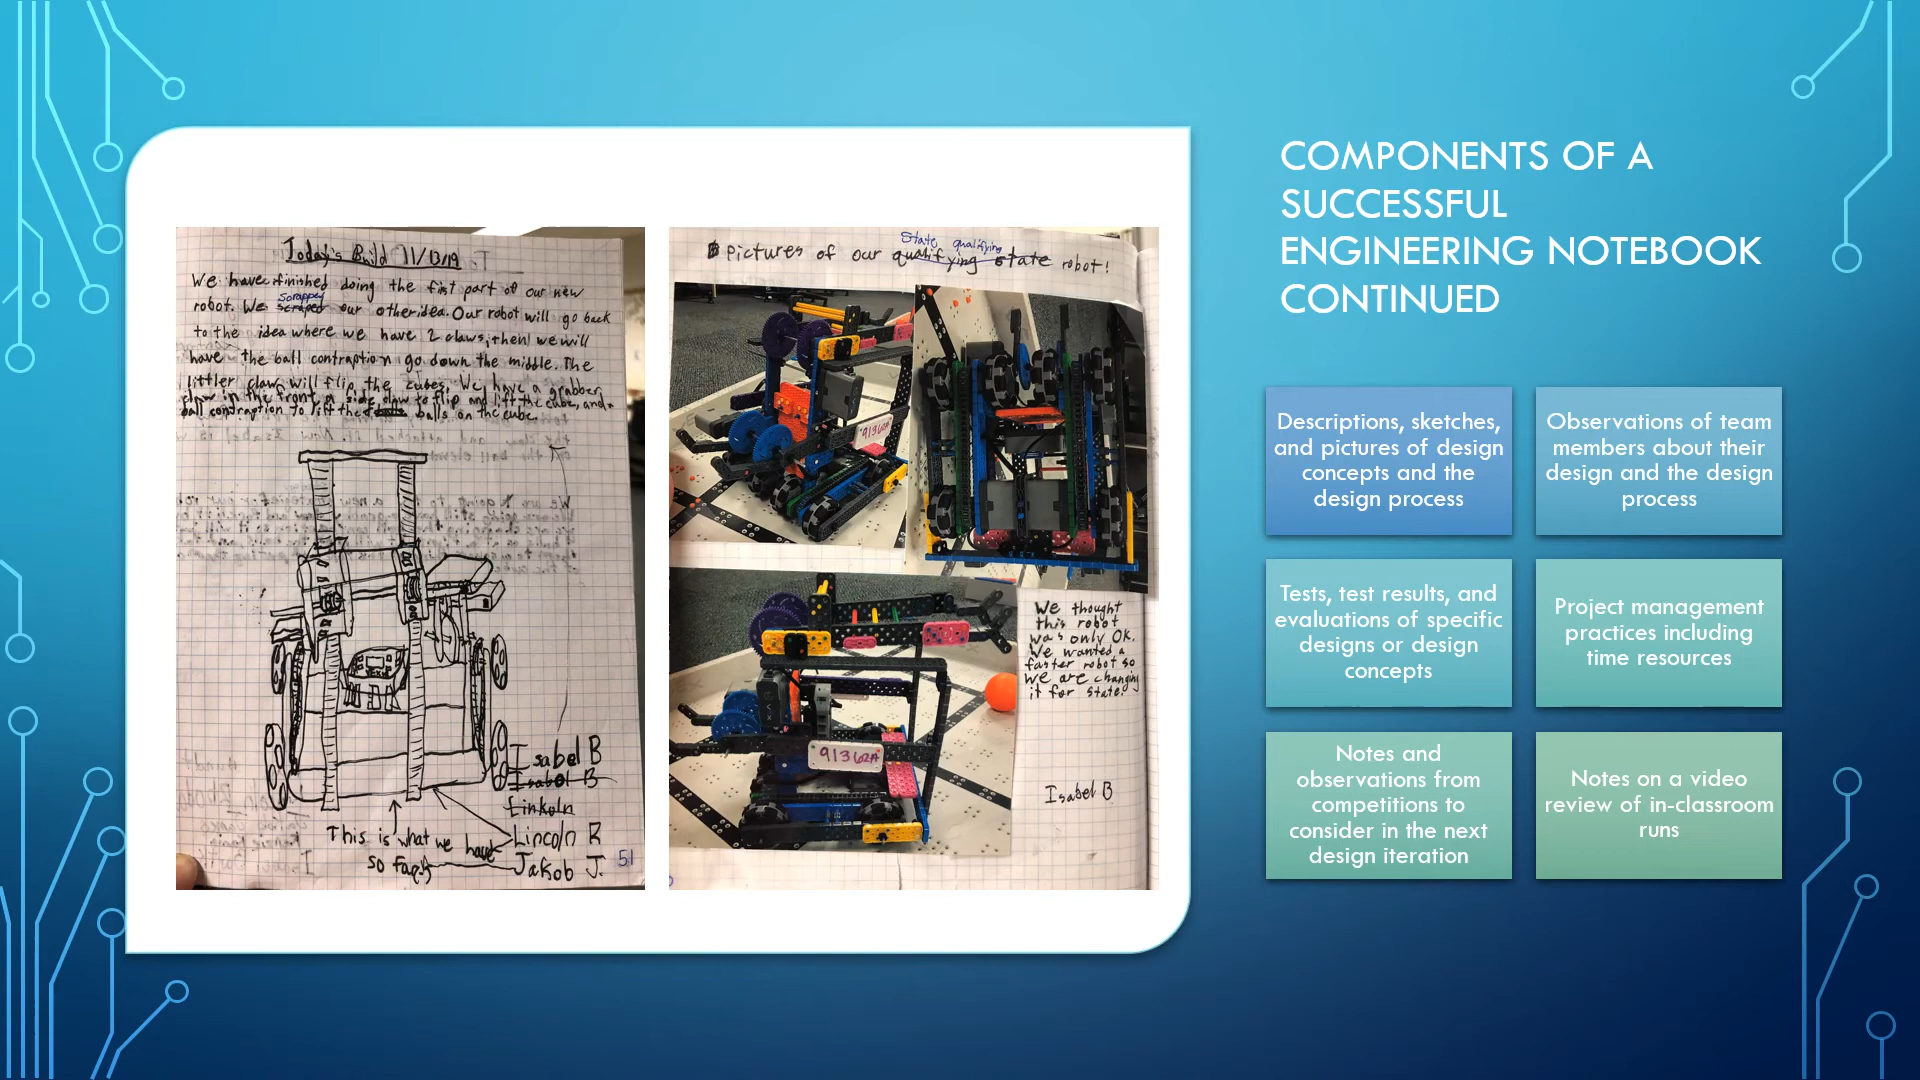 Today's Build 11/13/19
We have finished doing the first part of our new
scrapped
robot. We scraped our other idea. Our robot will go back
to the idea where we have 2 claws, then we will
have the ball contraption go down the middle. The
littler claw will flip the cubes. We have a grabber
claw in the front, a side claw to flip and lift the cube, and a
ball contraption to lift the balls on the cube.
Isabel B
Isabel B
Linkoln
Lincoln R
Jakob J.
This is what we have
so far
51
State qualifying
Pictures of our qualifying state robot!
91362A
We thought
this robot
was only OK.
We wanted a
faster robot so
we are changing
it for state.
91362A
Isabel B
COMPONENTS OF A
SUCCESSFUL
ENGINEERING NOTEBOOK
CONTINUED
Descriptions, sketches,
and pictures of design
concepts and the
design process
Observations of team
members about their
design and the design
process
Tests, test results, and
evaluations of specific
designs or design
concepts
Project management
practices including
time resources
Notes and
observations from
competitions to
consider in the next
design iteration
Notes on a video
review of in-classroom
runs